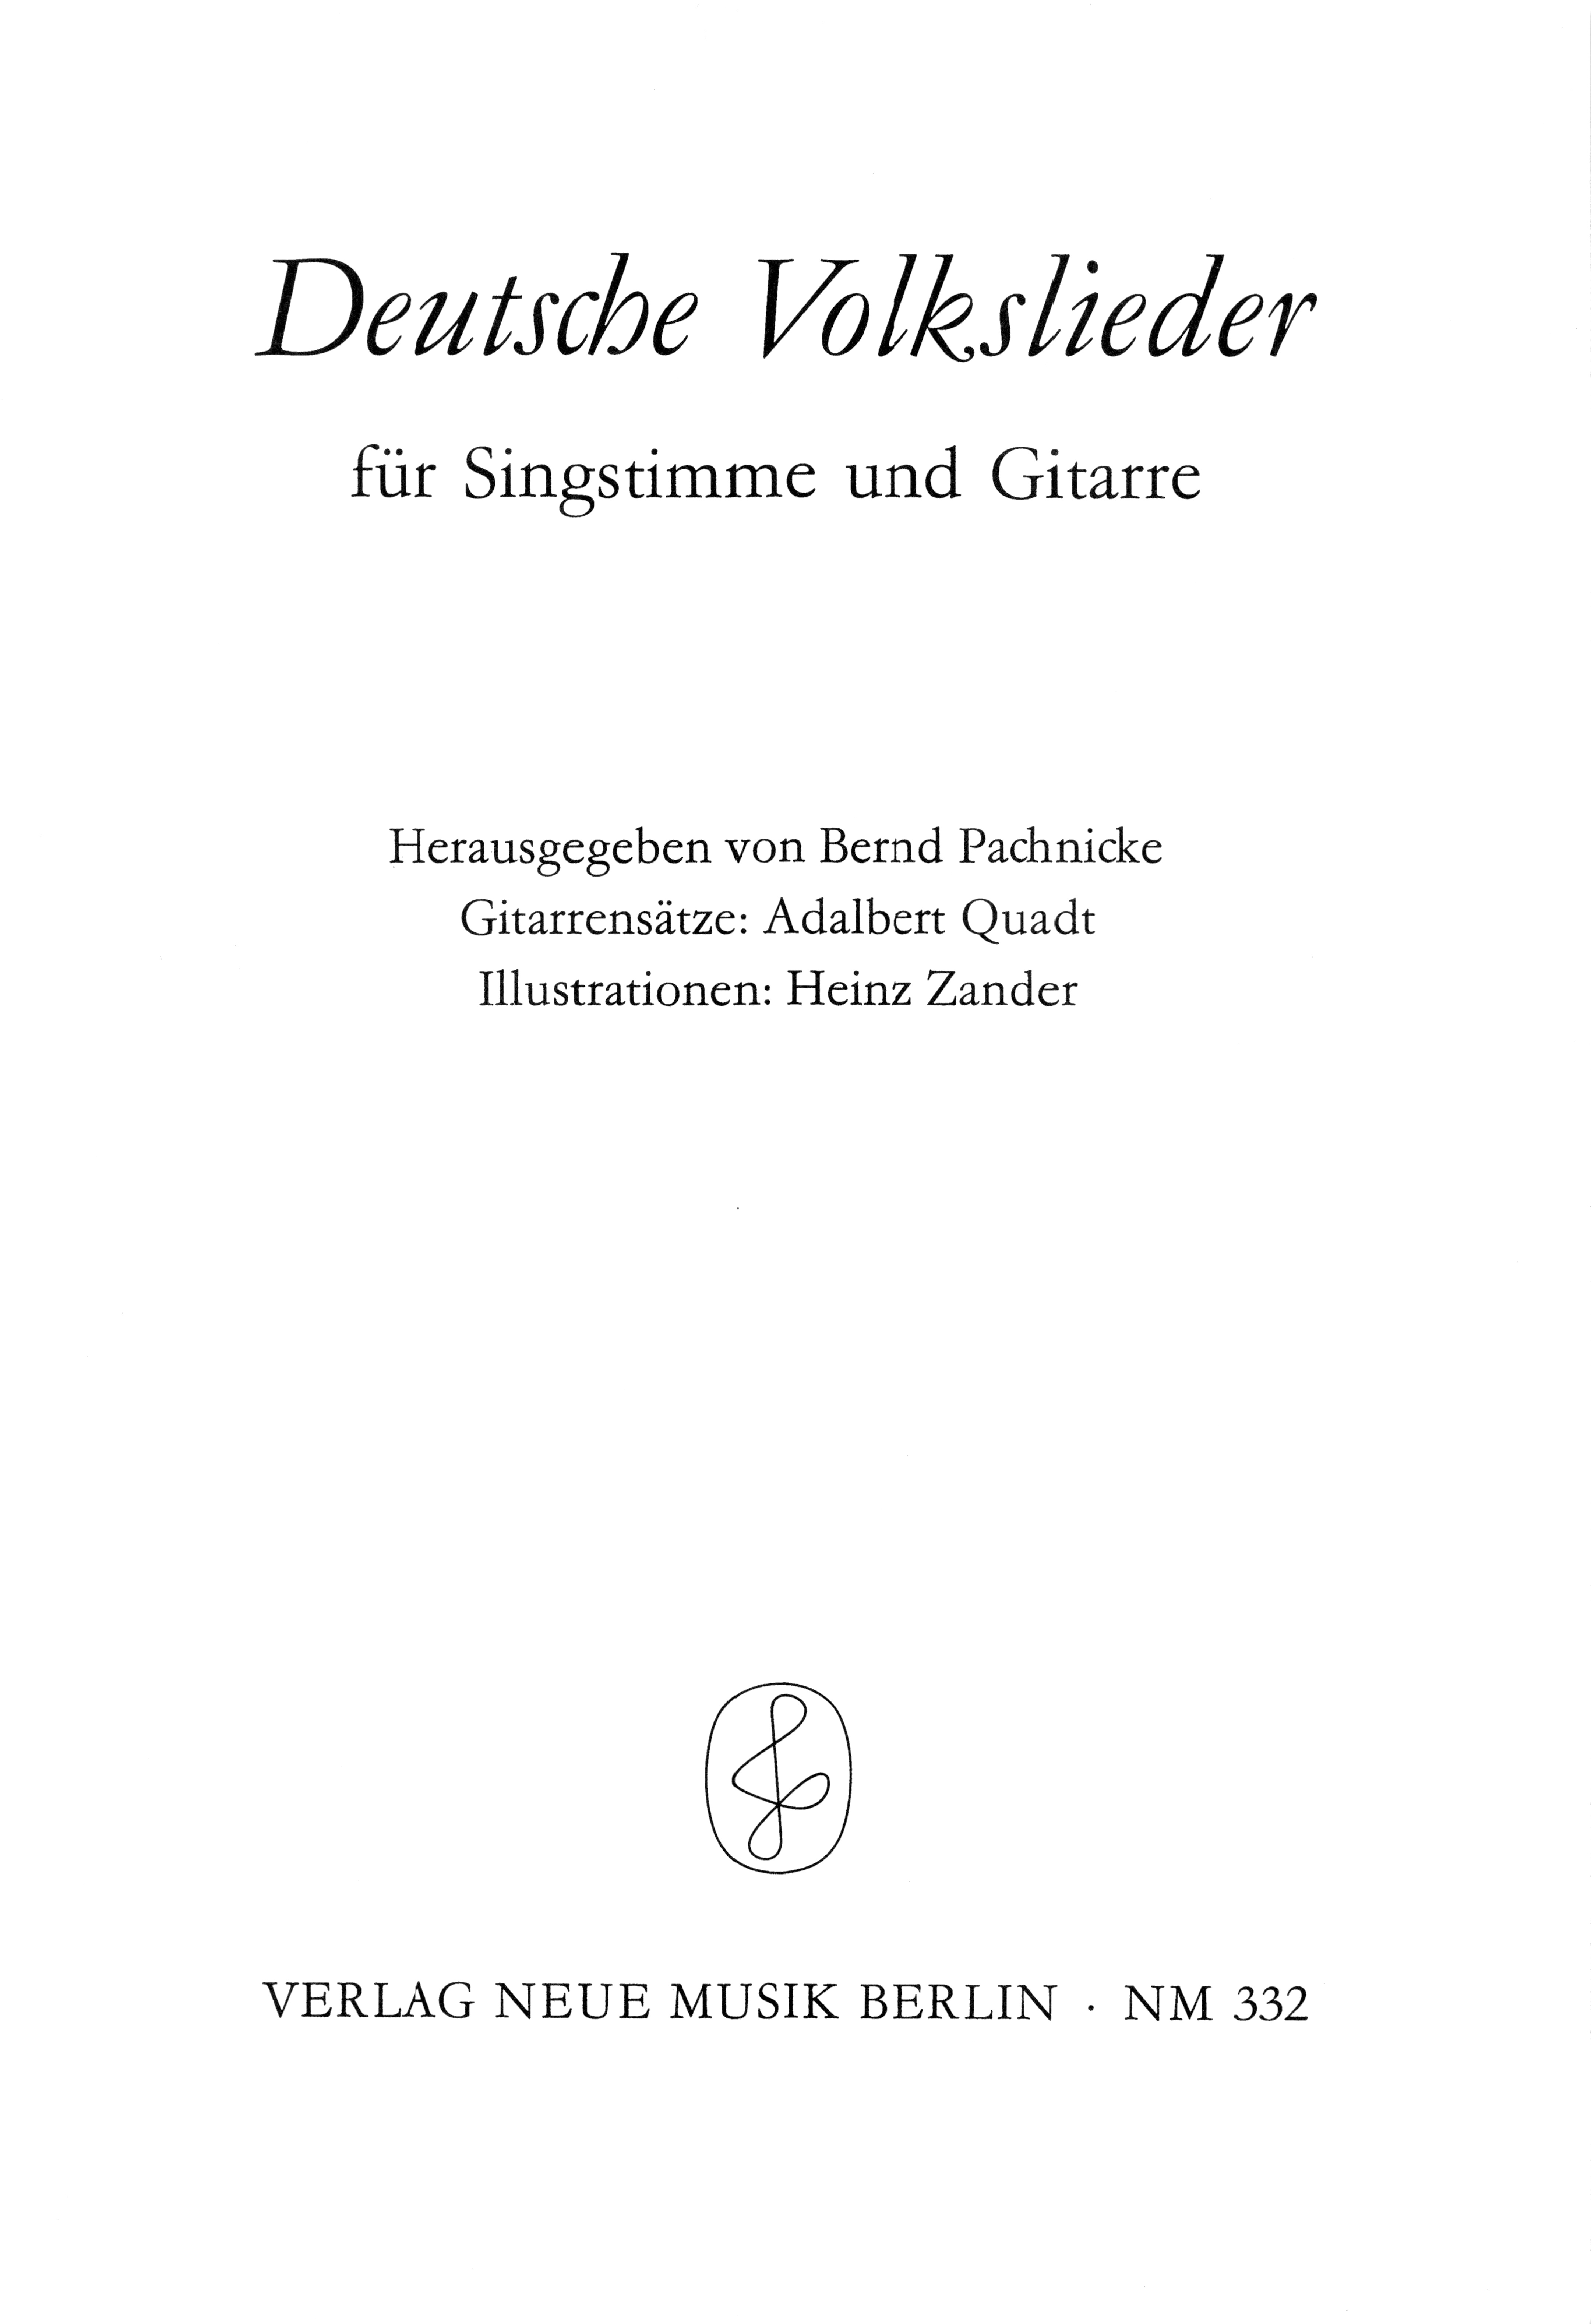 Deutsche Volkslieder
für Singstimme und Gitarre
Herausgegeben von Bernd Pachnicke
Gitarrensätze: Adalbert Quadt
Illustrationen: Heinz Zander
VERLAG NEUE MUSIK BERLIN · NM 332